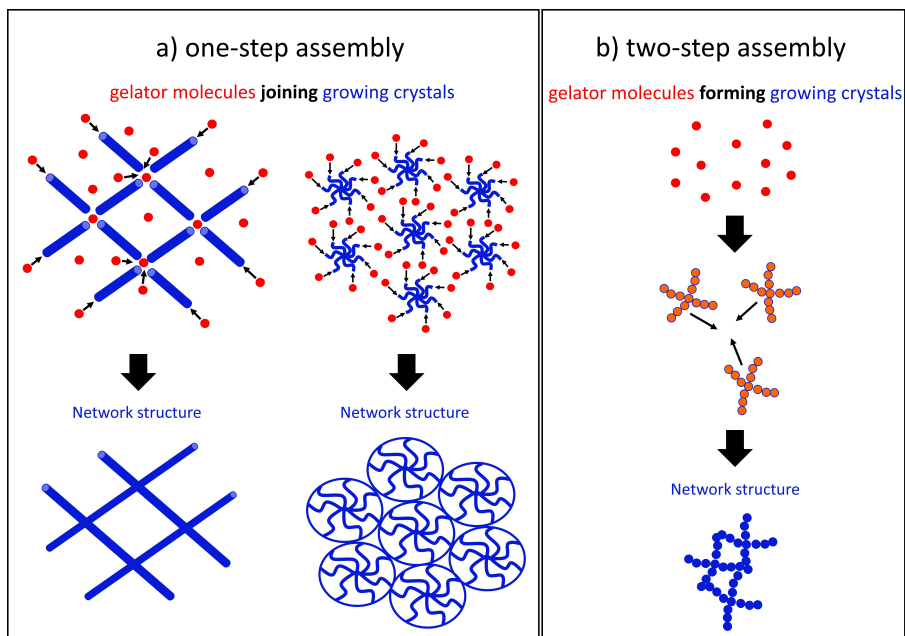 a) one-step assembly
gelator molecules joining growing crystals
Network structure
Network structure
b) two-step assembly
gelator molecules forming growing crystals
Network structure